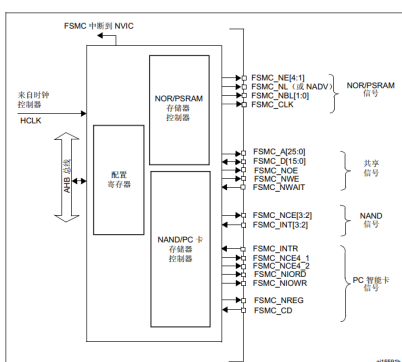 FSMC 中断到 NVIC
来自时钟
控制器
HCLK
AHB 总线
配置
寄存器
NOR/PSRAM
存储器
控制器
NAND/PC 卡
存储器
控制器
FSMC_NE[4:1]
FSMC_NL（或 NADV）
FSMC_NBL[1:0]
FSMC_CLK
NOR/PSRAM
信号
FSMC_A[25:0]
FSMC_D[15:0]
FSMC_NOE
FSMC_NWE
FSMC_NWAIT
共享
信号
FSMC_NCE[3:2]
FSMC_INT[3:2]
NAND
信号
FSMC_INTR
FSMC_NCE4_1
FSMC_NCE4_2
FSMC_NIORD
FSMC_NIOWR
FSMC_NREG
FSMC_CD
PC 智能卡
信号